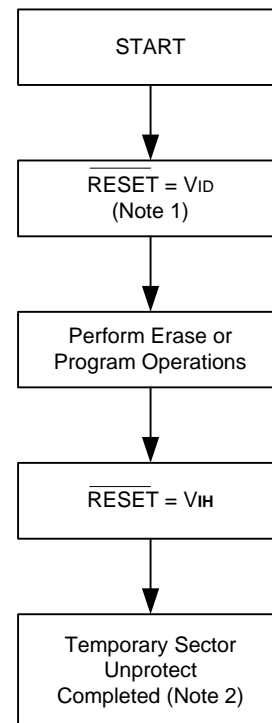 START
RESET = VID
(Note 1)
Perform Erase or
Program Operations
RESET = VIH
Temporary Sector
Unprotect
Completed (Note 2)